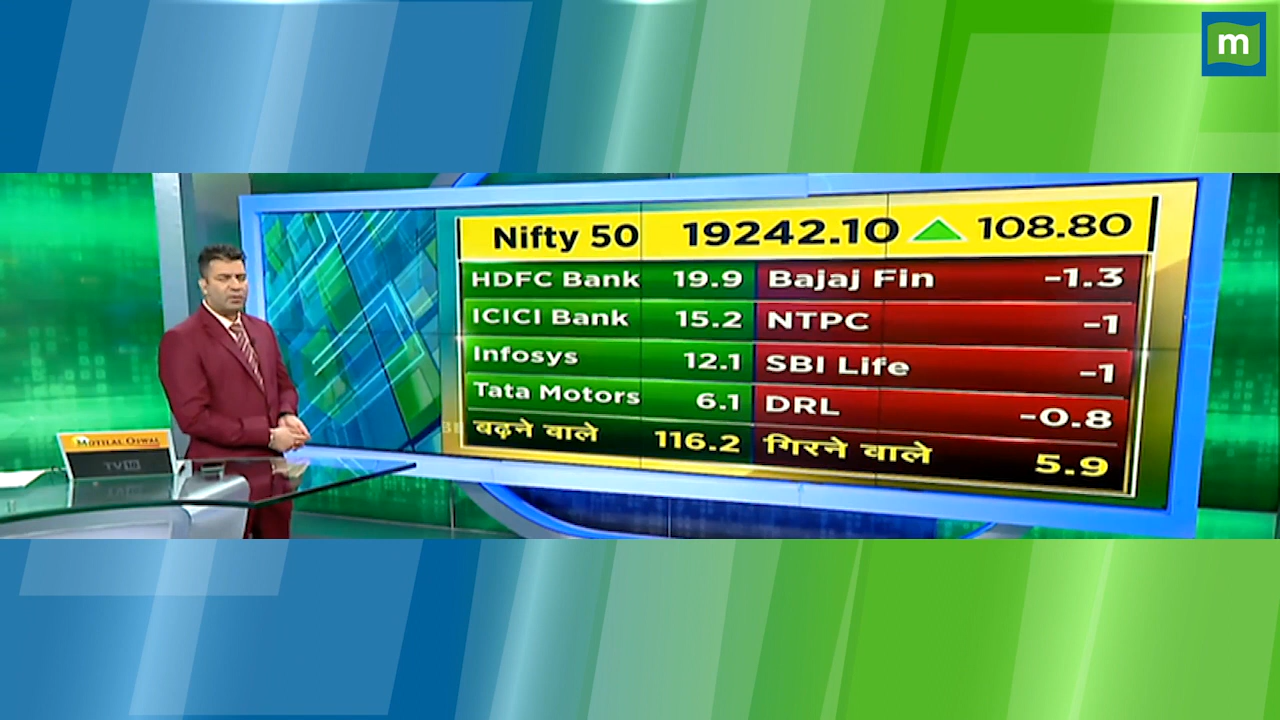 m
Nifty 50 19242.10 108.80
HDFC Bank 19.9 Bajaj Fin -1.3
ICICI Bank 15.2 NTPC -1
Infosys 12.1 SBI Life -1
Tata Motors 6.1 DRL -0.8
बढ़ने वाले 116.2 गिरने वाले 5.9
MOTILAL OSWAL
TV18